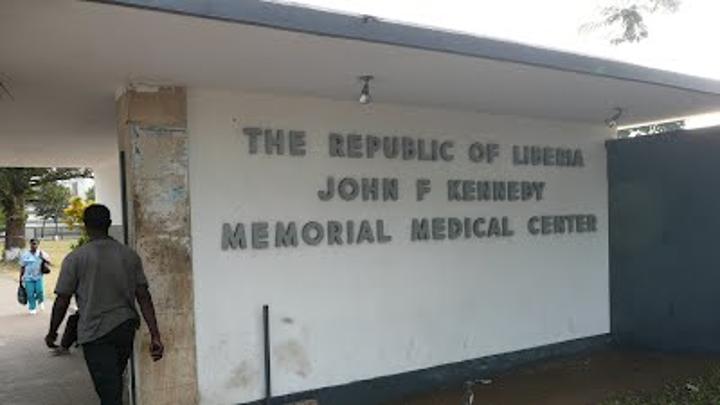 THE REPUBLIC OF LIBERIA
JOHN F KENNEDY
MEMORIAL MEDICAL CENTER